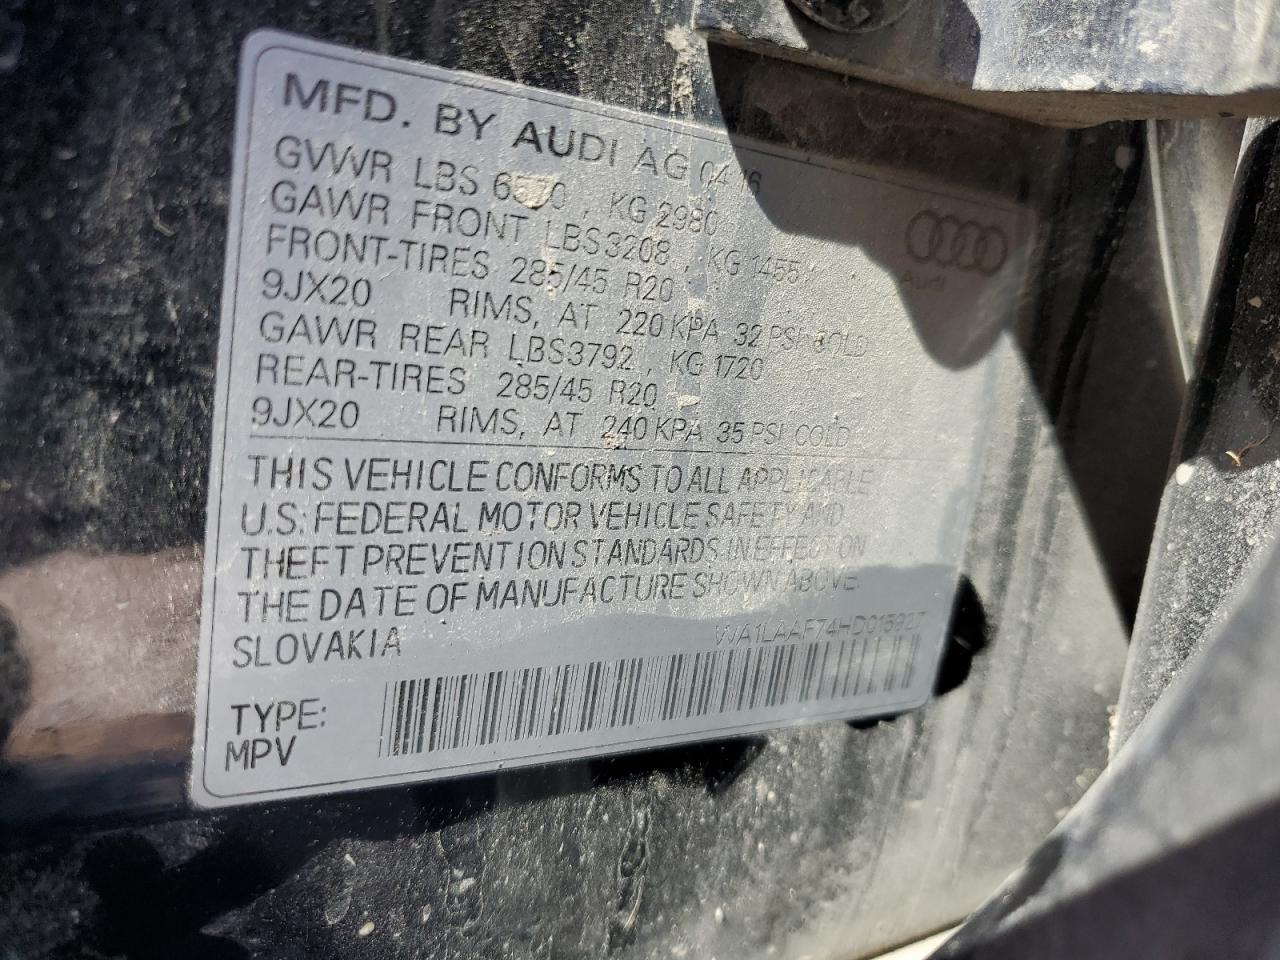 MFD. BY AUDI AG 04/16
GVWR LBS 6570 , KG 2980
GAWR FRONT LBS3208 , KG 1455
FRONT-TIRES 285/45 R20
9JX20 RIMS, AT 220 KPA 32 PSI COLD
GAWR REAR LBS3792 , KG 1720
REAR-TIRES 285/45 R20
9JX20 RIMS, AT 240 KPA 35 PSI COLD
THIS VEHICLE CONFORMS TO ALL APPLICABLE
U.S. FEDERAL MOTOR VEHICLE SAFETY AND
THEFT PREVENTION STANDARDS IN EFFECT ON
THE DATE OF MANUFACTURE SHOWN ABOVE.
SLOVAKIA
TYPE:
MPV
Audi